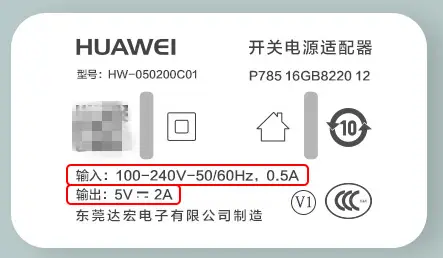 HUAWEI
开关电源适配器
型号：HW-050200C01
P785 16GB8220 12
10
输入：100-240V-50/60Hz，0.5A
输出：5V ⎓ 2A
东莞达宏电子有限公司制造
V1
CCC